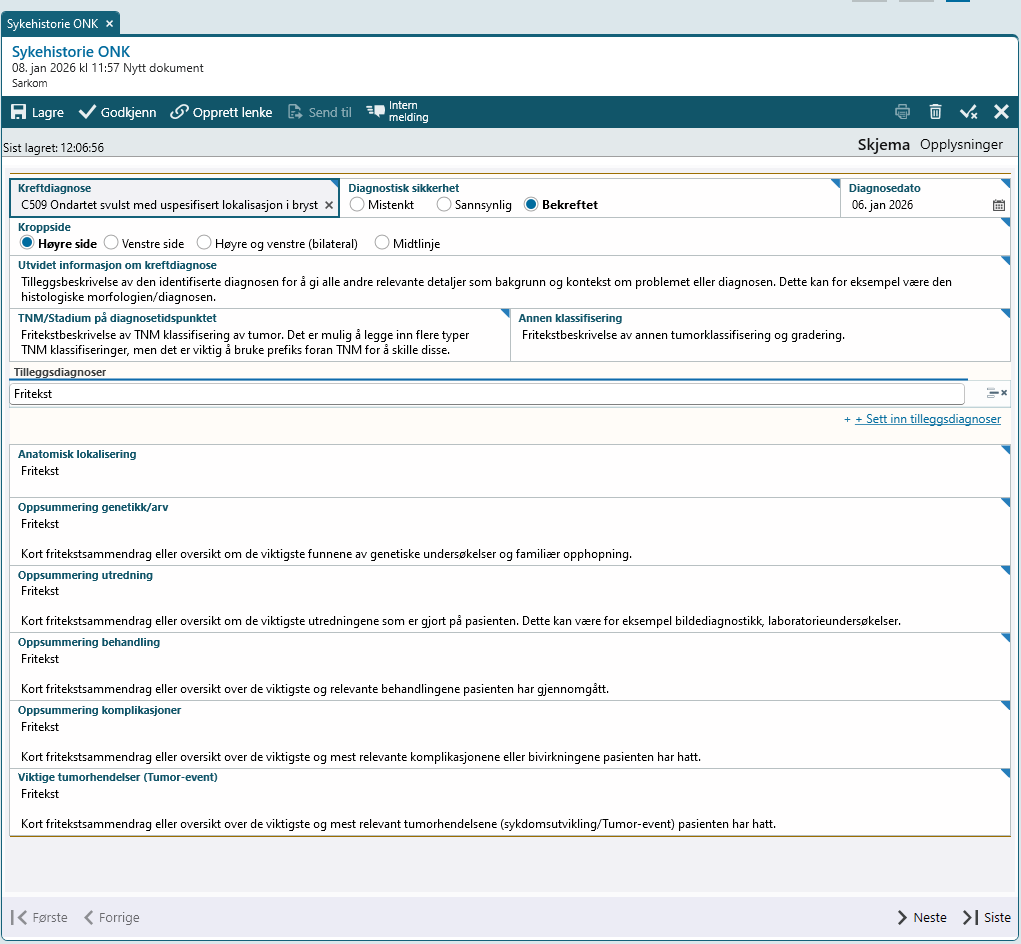 Sykehistorie ONK ×
Sykehistorie ONK
08. jan 2026 kl 11:57 Nytt dokument
Sarkom
Lagre Godkjenn Opprett lenke Send til Intern melding
Sist lagret: 12:06:56
Skjema Opplysninger
Kreftdiagnose
C509 Ondartet svulst med uspesifisert lokalisasjon i bryst ×
Diagnostisk sikkerhet
Mistenkt Sannsynlig Bekreftet
Diagnosedato
06. jan 2026
Kroppside
Høyre side Venstre side Høyre og venstre (bilateral) Midtlinje
Utvidet informasjon om kreftdiagnose
Tilleggsbeskrivelse av den identifiserte diagnosen for å gi alle andre relevante detaljer som bakgrunn og kontekst om problemet eller diagnosen. Dette kan for eksempel være den
histologiske morfologien/diagnosen.
TNM/Stadium på diagnosetidspunktet
Fritekstbeskrivelse av TNM klassifisering av tumor. Det er mulig å legge inn flere typer
TNM klassifiseringer, men det er viktig å bruke prefiks foran TNM for å skille disse.
Annen klassifisering
Fritekstbeskrivelse av annen tumorklassifisering og gradering.
Tilleggsdiagnoser
Fritekst
+ + Sett inn tilleggsdiagnoser
Anatomisk lokalisering
Fritekst
Oppsummering genetikk/arv
Fritekst
Kort fritekstsammendrag eller oversikt om de viktigste funnene av genetiske undersøkelser og familiær opphopning.
Oppsummering utredning
Fritekst
Kort fritekstsammendrag eller oversikt om de viktigste utredningene som er gjort på pasienten. Dette kan være for eksempel bildediagnostikk, laboratorieundersøkelser.
Oppsummering behandling
Fritekst
Kort fritekstsammendrag eller oversikt over de viktigste og relevante behandlingene pasienten har gjennomgått.
Oppsummering komplikasjoner
Fritekst
Kort fritekstsammendrag eller oversikt over de viktigste og mest relevante komplikasjonene eller bivirkningene pasienten har hatt.
Viktige tumorhendelser (Tumor-event)
Fritekst
Kort fritekstsammendrag eller oversikt over de viktigste og mest relevant tumorhendelsene (sykdomsutvikling/Tumor-event) pasienten har hatt.
Første Forrige Neste Siste